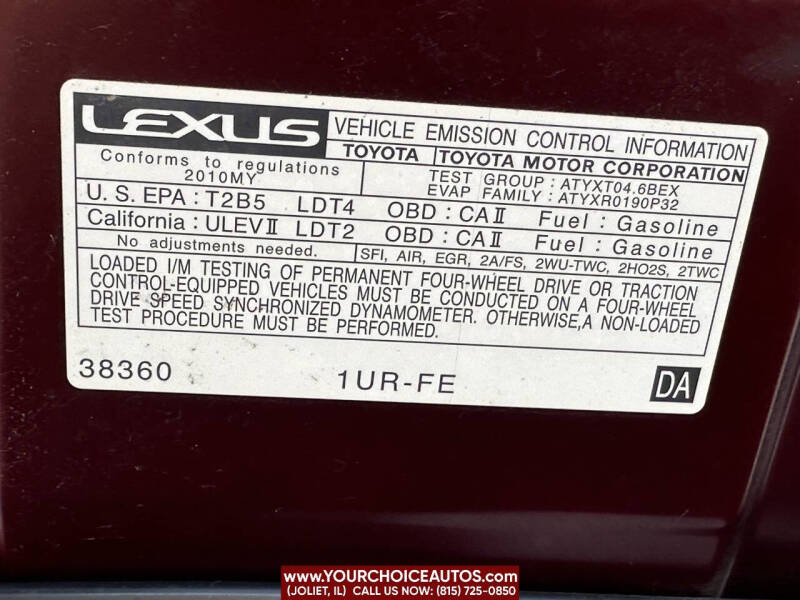 LEXUS VEHICLE EMISSION CONTROL INFORMATION
Conforms to regulations
2010MY
TOYOTA TOYOTA MOTOR CORPORATION
TEST GROUP : ATYXT04.6BEX
EVAP FAMILY : ATYXR0190P32
U. S. EPA : T2B5 LDT4 OBD : CAⅡ Fuel : Gasoline
California : ULEVⅡ LDT2 OBD : CAⅡ Fuel : Gasoline
No adjustments needed. SFI, AIR, EGR, 2A/FS, 2WU-TWC, 2HO2S, 2TWC
LOADED I/M TESTING OF PERMANENT FOUR-WHEEL DRIVE OR TRACTION
CONTROL-EQUIPPED VEHICLES MUST BE CONDUCTED ON A FOUR-WHEEL
DRIVE SPEED SYNCHRONIZED DYNAMOMETER. OTHERWISE,A NON-LOADED
TEST PROCEDURE MUST BE PERFORMED.
38360 1UR-FE DA
WWW.YOURCHOICEAUTOS.COM
(JOLIET, IL) CALL US NOW: (815) 725-0850